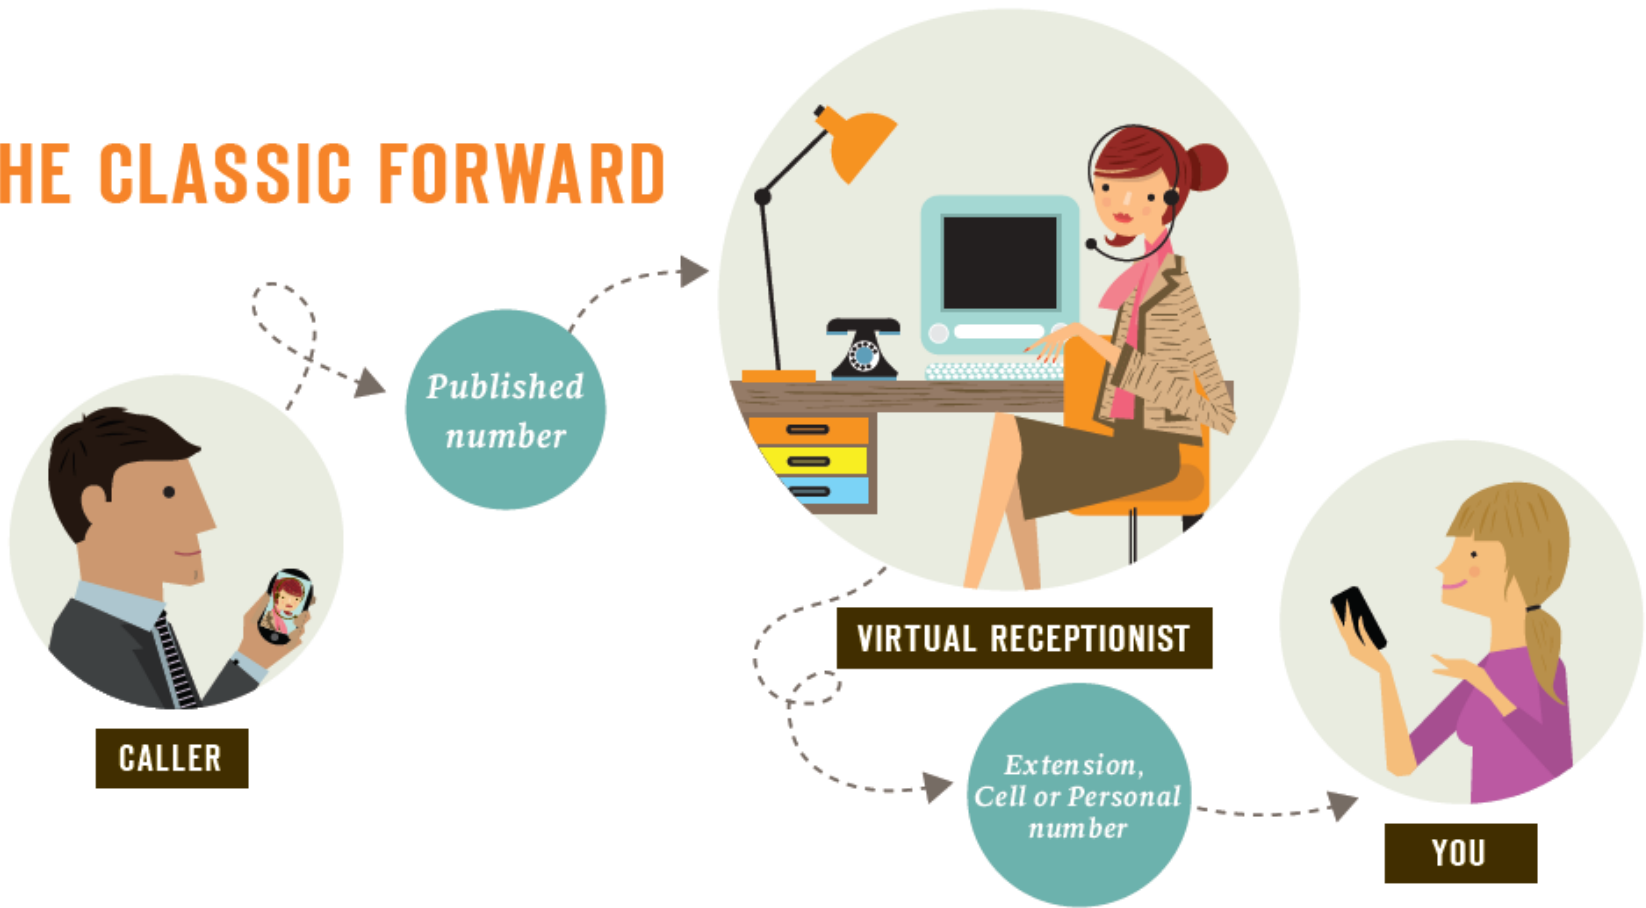 HE CLASSIC FORWARD
Published
number
CALLER
VIRTUAL RECEPTIONIST
Extension,
Cell or Personal
number
YOU